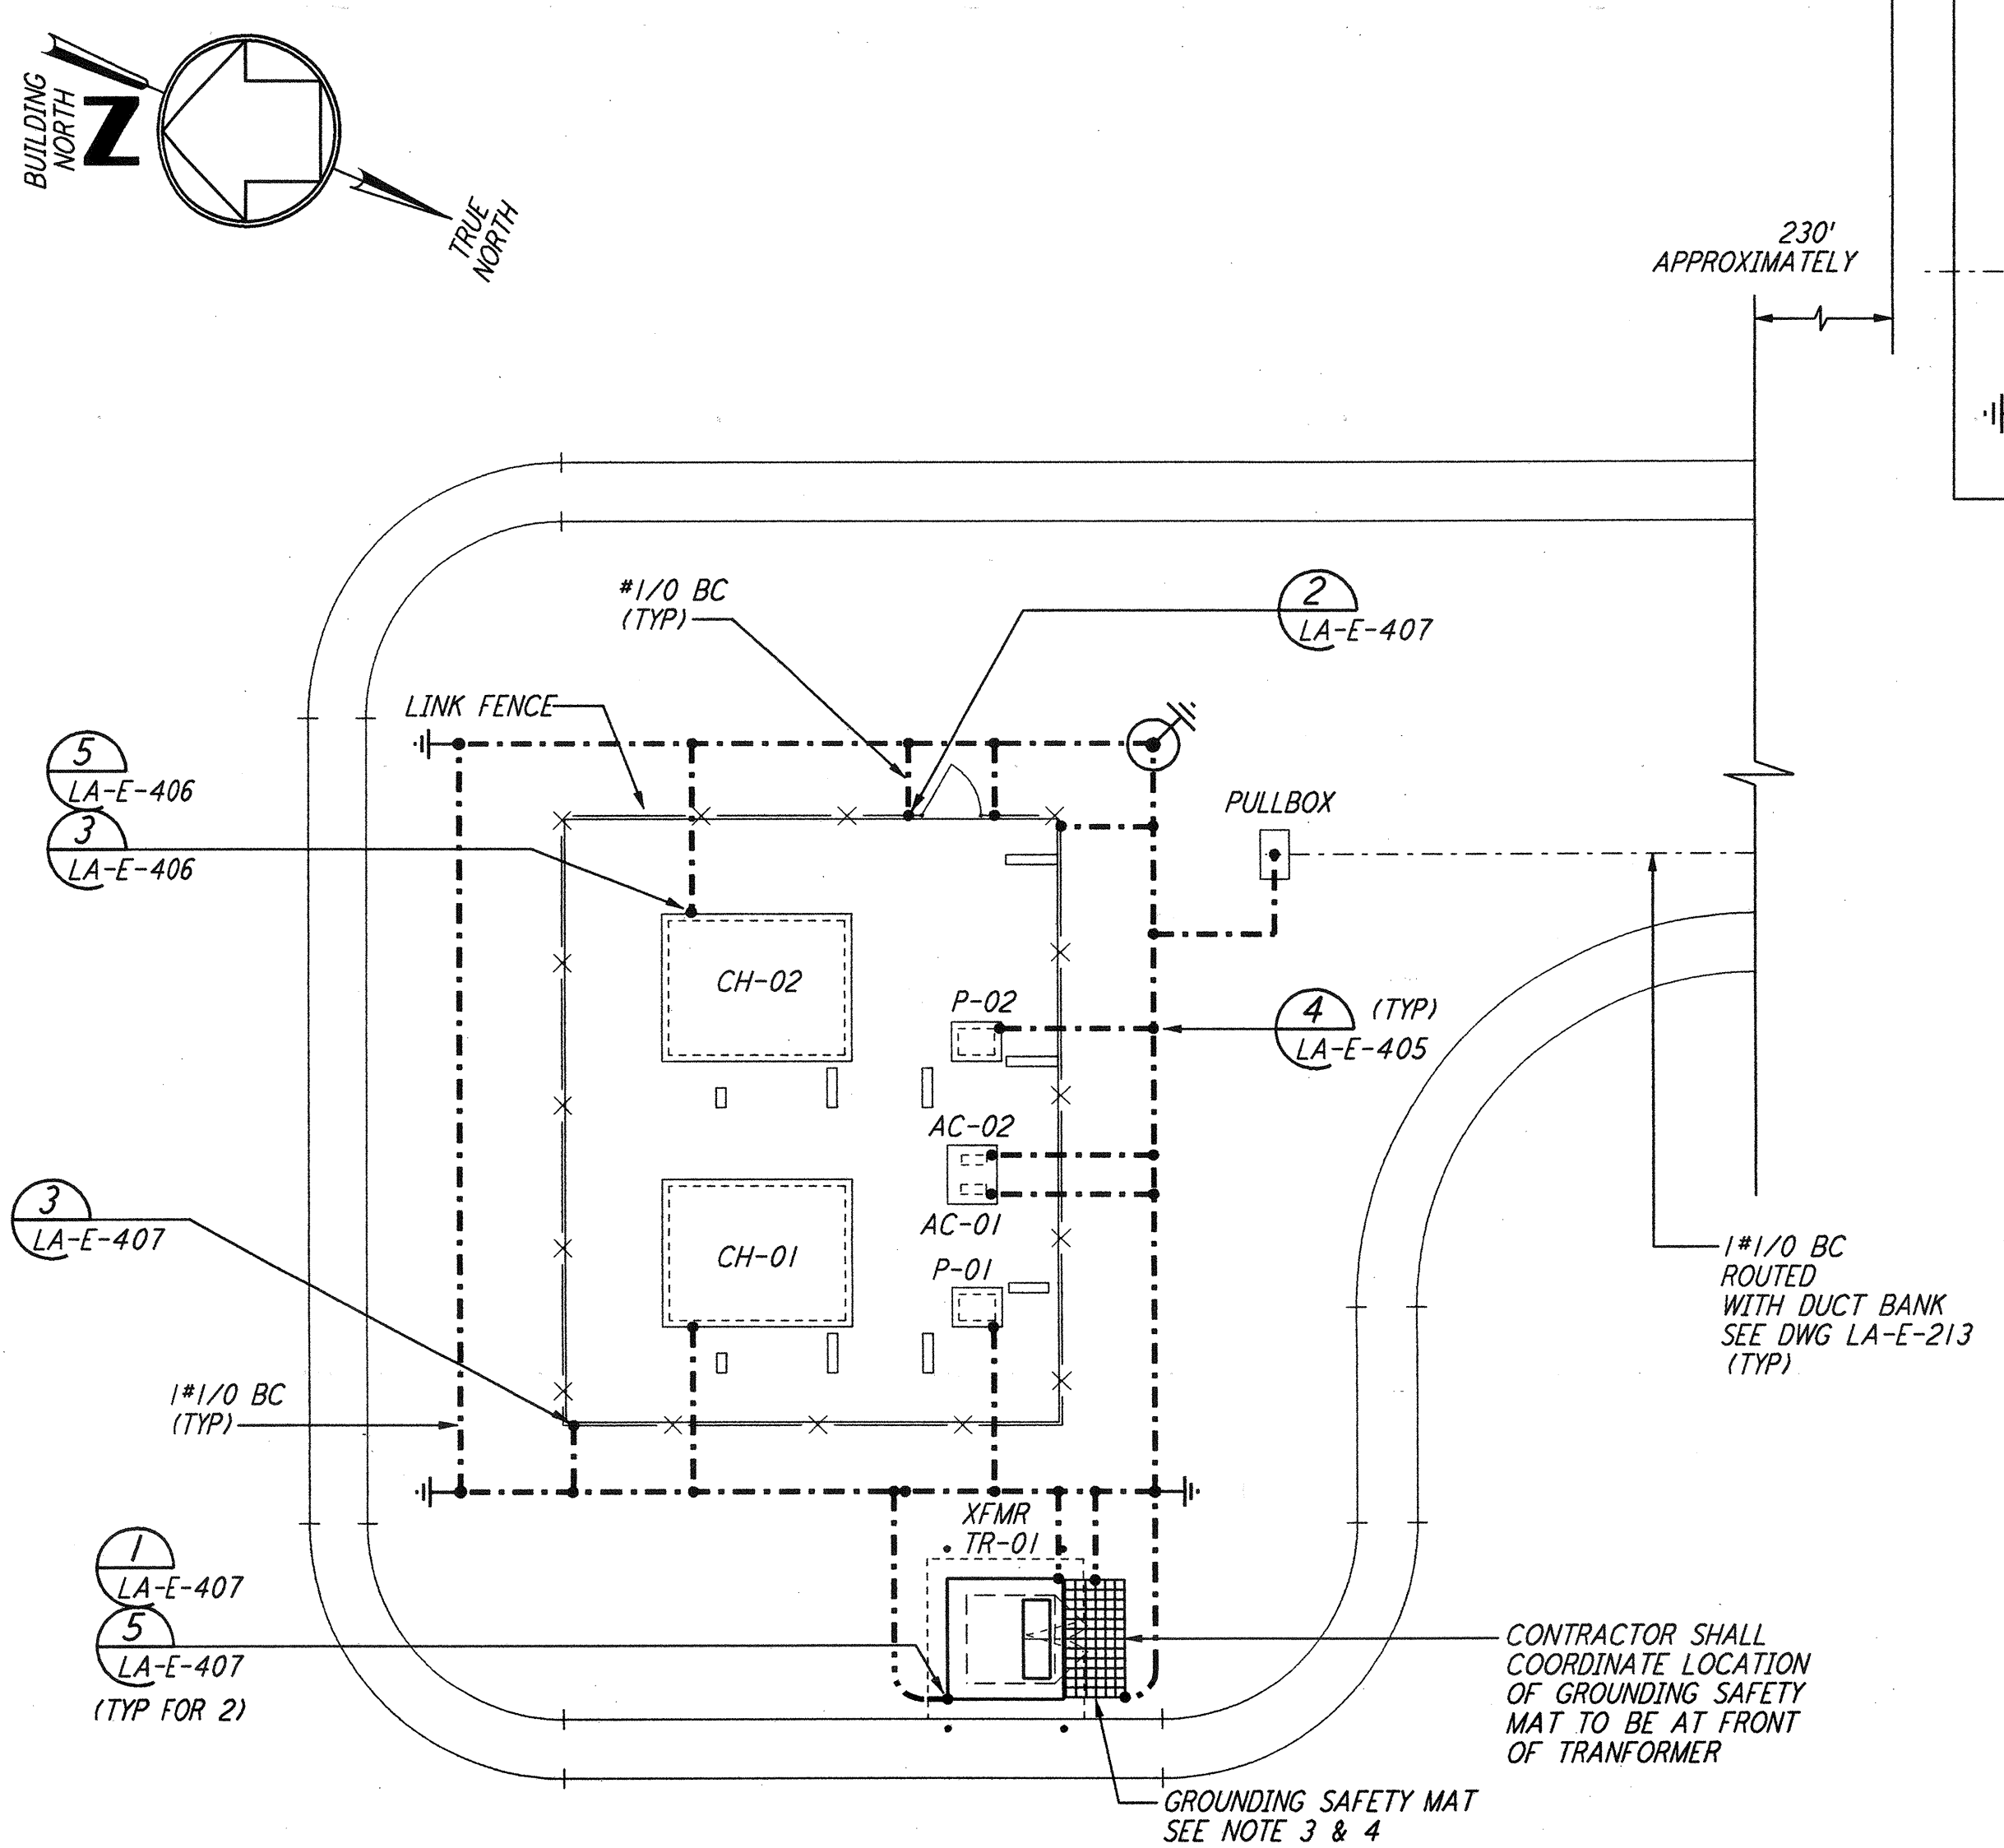 BUILDING
NORTH
N
TRUE
NORTH
230'
APPROXIMATELY
#1/0 BC
(TYP)
2
LA-E-407
LINK FENCE
5
LA-E-406
3
LA-E-406
PULLBOX
CH-02
P-02
4 (TYP)
LA-E-405
AC-02
3
LA-E-407
AC-01
CH-01
P-01
1#1/0 BC
ROUTED
WITH DUCT BANK
SEE DWG LA-E-213
(TYP)
1#1/0 BC
(TYP)
XFMR
TR-01
1
LA-E-407
5
LA-E-407
(TYP FOR 2)
CONTRACTOR SHALL
COORDINATE LOCATION
OF GROUNDING SAFETY
MAT TO BE AT FRONT
OF TRANFORMER
GROUNDING SAFETY MAT
SEE NOTE 3 & 4